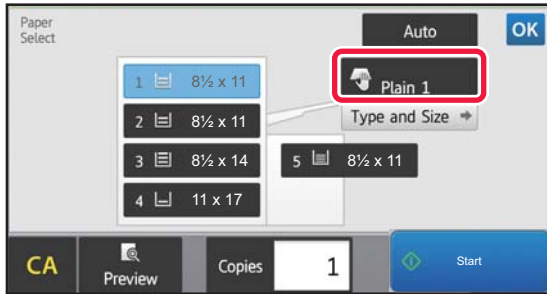 Paper
Select
Auto
OK
1 8½ x 11
Plain 1
2 8½ x 11
Type and Size
3 8½ x 14
5 8½ x 11
4 11 x 17
CA
Preview
Copies
1
Start